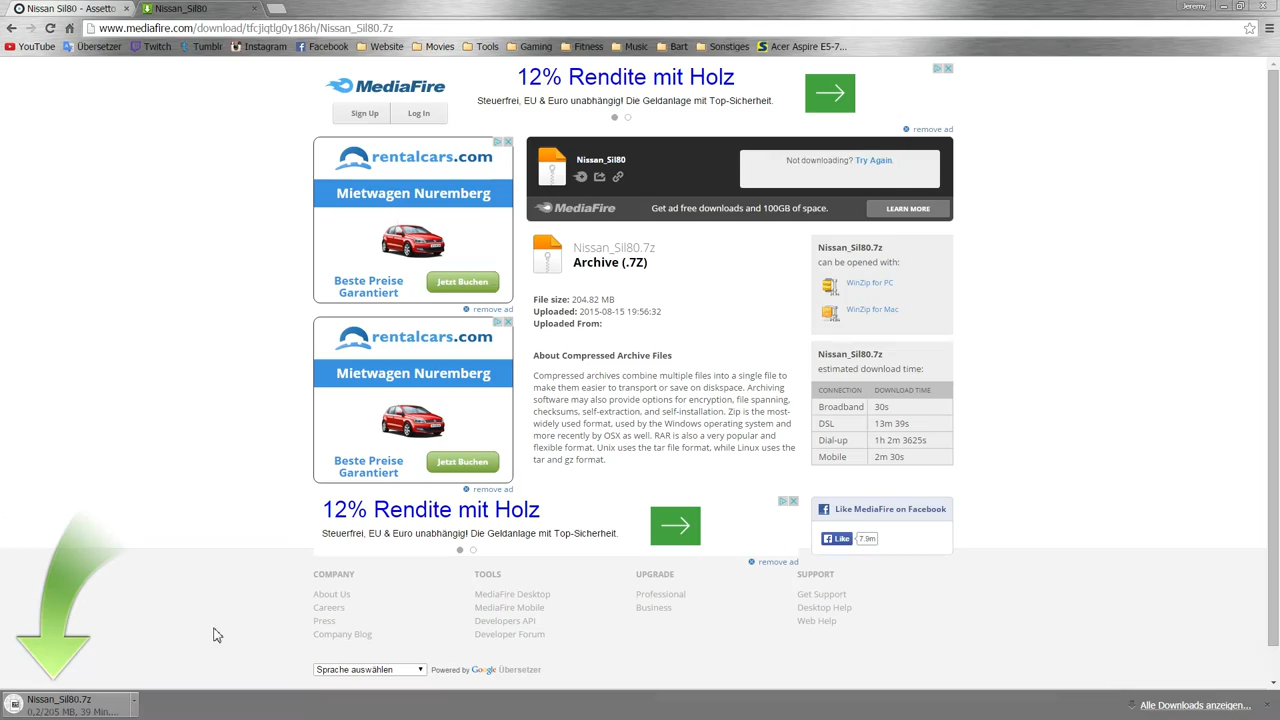 Nissan Sil80 - Assetto
Nissan_Sil80
Jeremy
www.mediafire.com/download/tfcjiqtlg0y186h/Nissan_Sil80.7z
YouTube
Übersetzer
Twitch
Tumblr
Instagram
Facebook
Website
Movies
Tools
Gaming
Fitness
Music
Bart
Sonstiges
Acer Aspire E5-7...
MediaFire
Sign Up
Log In
12% Rendite mit Holz
Steuerfrei, EU & Euro unabhängig! Die Geldanlage mit Top-Sicherheit.
remove ad
rentalcars.com
Mietwagen Nuremberg
Beste Preise
Garantiert
Jetzt Buchen
remove ad
Nissan_Sil80
Not downloading? Try Again.
MediaFire
Get ad free downloads and 100GB of space.
LEARN MORE
Nissan_Sil80.7z
Archive (.7Z)
File size: 204.82 MB
Uploaded: 2015-08-15 19:56:32
Uploaded From:
About Compressed Archive Files
Compressed archives combine multiple files into a single file to
make them easier to transport or save on diskspace. Archiving
software may also provide options for encryption, file spanning,
checksums, self-extraction, and self-installation. Zip is the most-
widely used format, used by the Windows operating system and
more recently by OSX as well. RAR is also a very popular and
flexible format. Unix uses the tar file format, while Linux uses the
tar and gz format.
Nissan_Sil80.7z
can be opened with:
WinZip for PC
WinZip for Mac
Nissan_Sil80.7z
estimated download time:
CONNECTION DOWNLOAD TIME
Broadband 30s
DSL 13m 39s
Dial-up 1h 2m 3625s
Mobile 2m 30s
rentalcars.com
Mietwagen Nuremberg
Beste Preise
Garantiert
Jetzt Buchen
remove ad
12% Rendite mit Holz
Steuerfrei, EU & Euro unabhängig! Die Geldanlage mit Top-Sicherheit.
remove ad
Like MediaFire on Facebook
Like 7.9m
COMPANY
About Us
Careers
Press
Company Blog
TOOLS
MediaFire Desktop
MediaFire Mobile
Developers API
Developer Forum
UPGRADE
Professional
Business
SUPPORT
Get Support
Desktop Help
Web Help
Sprache auswählen
Powered by Google Übersetzer
Nissan_Sil80.7z
0,2/205 MB, 39 Min....
Alle Downloads anzeigen...